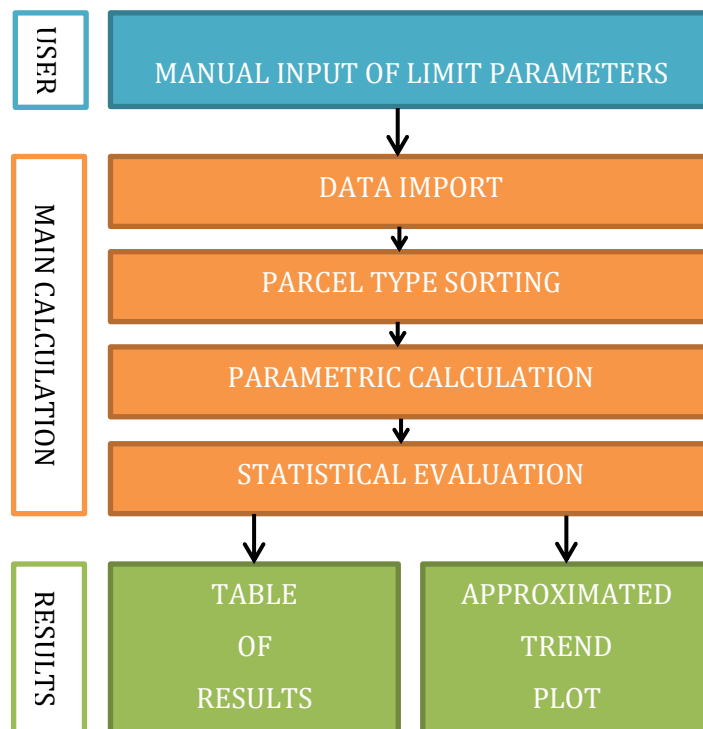 USER
MANUAL INPUT OF LIMIT PARAMETERS
MAIN CALCULATION
DATA IMPORT
PARCEL TYPE SORTING
PARAMETRIC CALCULATION
STATISTICAL EVALUATION
RESULTS
TABLE
OF
RESULTS
APPROXIMATED
TREND
PLOT